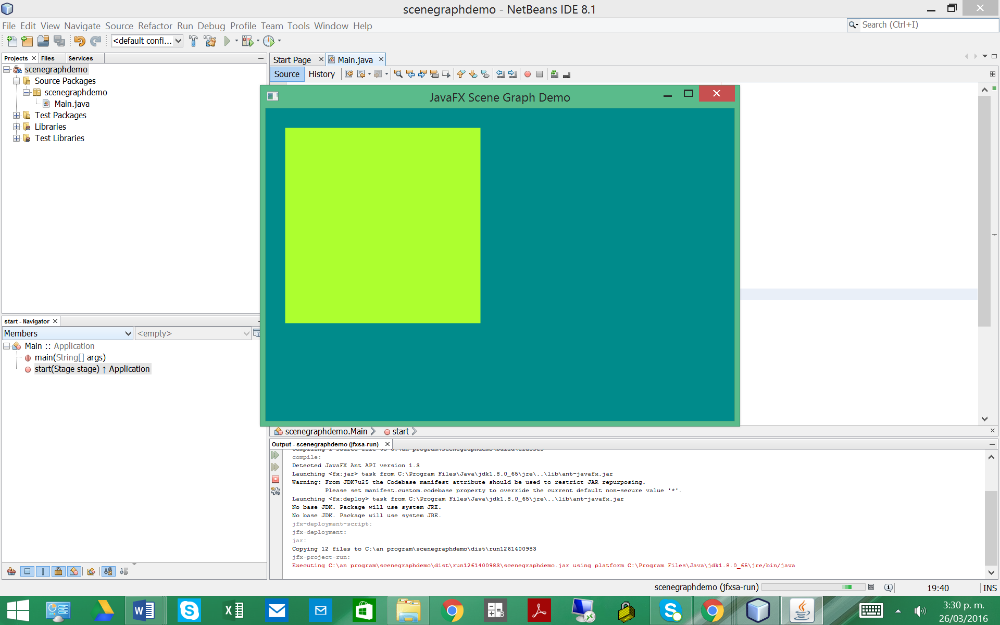 scenegraphdemo - NetBeans IDE 8.1
File Edit View Navigate Source Refactor Run Debug Profile Team Tools Window Help
Search (Ctrl+I)
<default confi...
Projects Files Services
scenegraphdemo
Source Packages
scenegraphdemo
Main.java
Test Packages
Libraries
Test Libraries
Start Page Main.java
Source History
JavaFX Scene Graph Demo
start - Navigator
Members <empty>
Main :: Application
main(String[] args)
start(Stage stage) ↑ Application
scenegraphdemo.Main start
Output - scenegraphdemo (jfxsa-run)
Compiling 1 source file to C:\an program\scenegraphdemo\build\classes
compile:
Detected JavaFX Ant API version 1.3
Launching <fx:jar> task from C:\Program Files\Java\jdk1.8.0_65\jre\..\lib\ant-javafx.jar
Warning: From JDK7u25 the Codebase manifest attribute should be used to restrict JAR repurposing.
Please set manifest.custom.codebase property to override the current default non-secure value '*'.
Launching <fx:deploy> task from C:\Program Files\Java\jdk1.8.0_65\jre\..\lib\ant-javafx.jar
No base JDK. Package will use system JRE.
No base JDK. Package will use system JRE.
jfx-deployment-script:
jfx-deployment:
jar:
Copying 12 files to C:\an program\scenegraphdemo\dist\run1261400983
jfx-project-run:
Executing C:\an program\scenegraphdemo\dist\run1261400983\scenegraphdemo.jar using platform C:\Program Files\Java\jdk1.8.0_65\jre/bin/java
scenegraphdemo (jfxsa-run)
19:40 INS
3:30 p. m.
26/03/2016